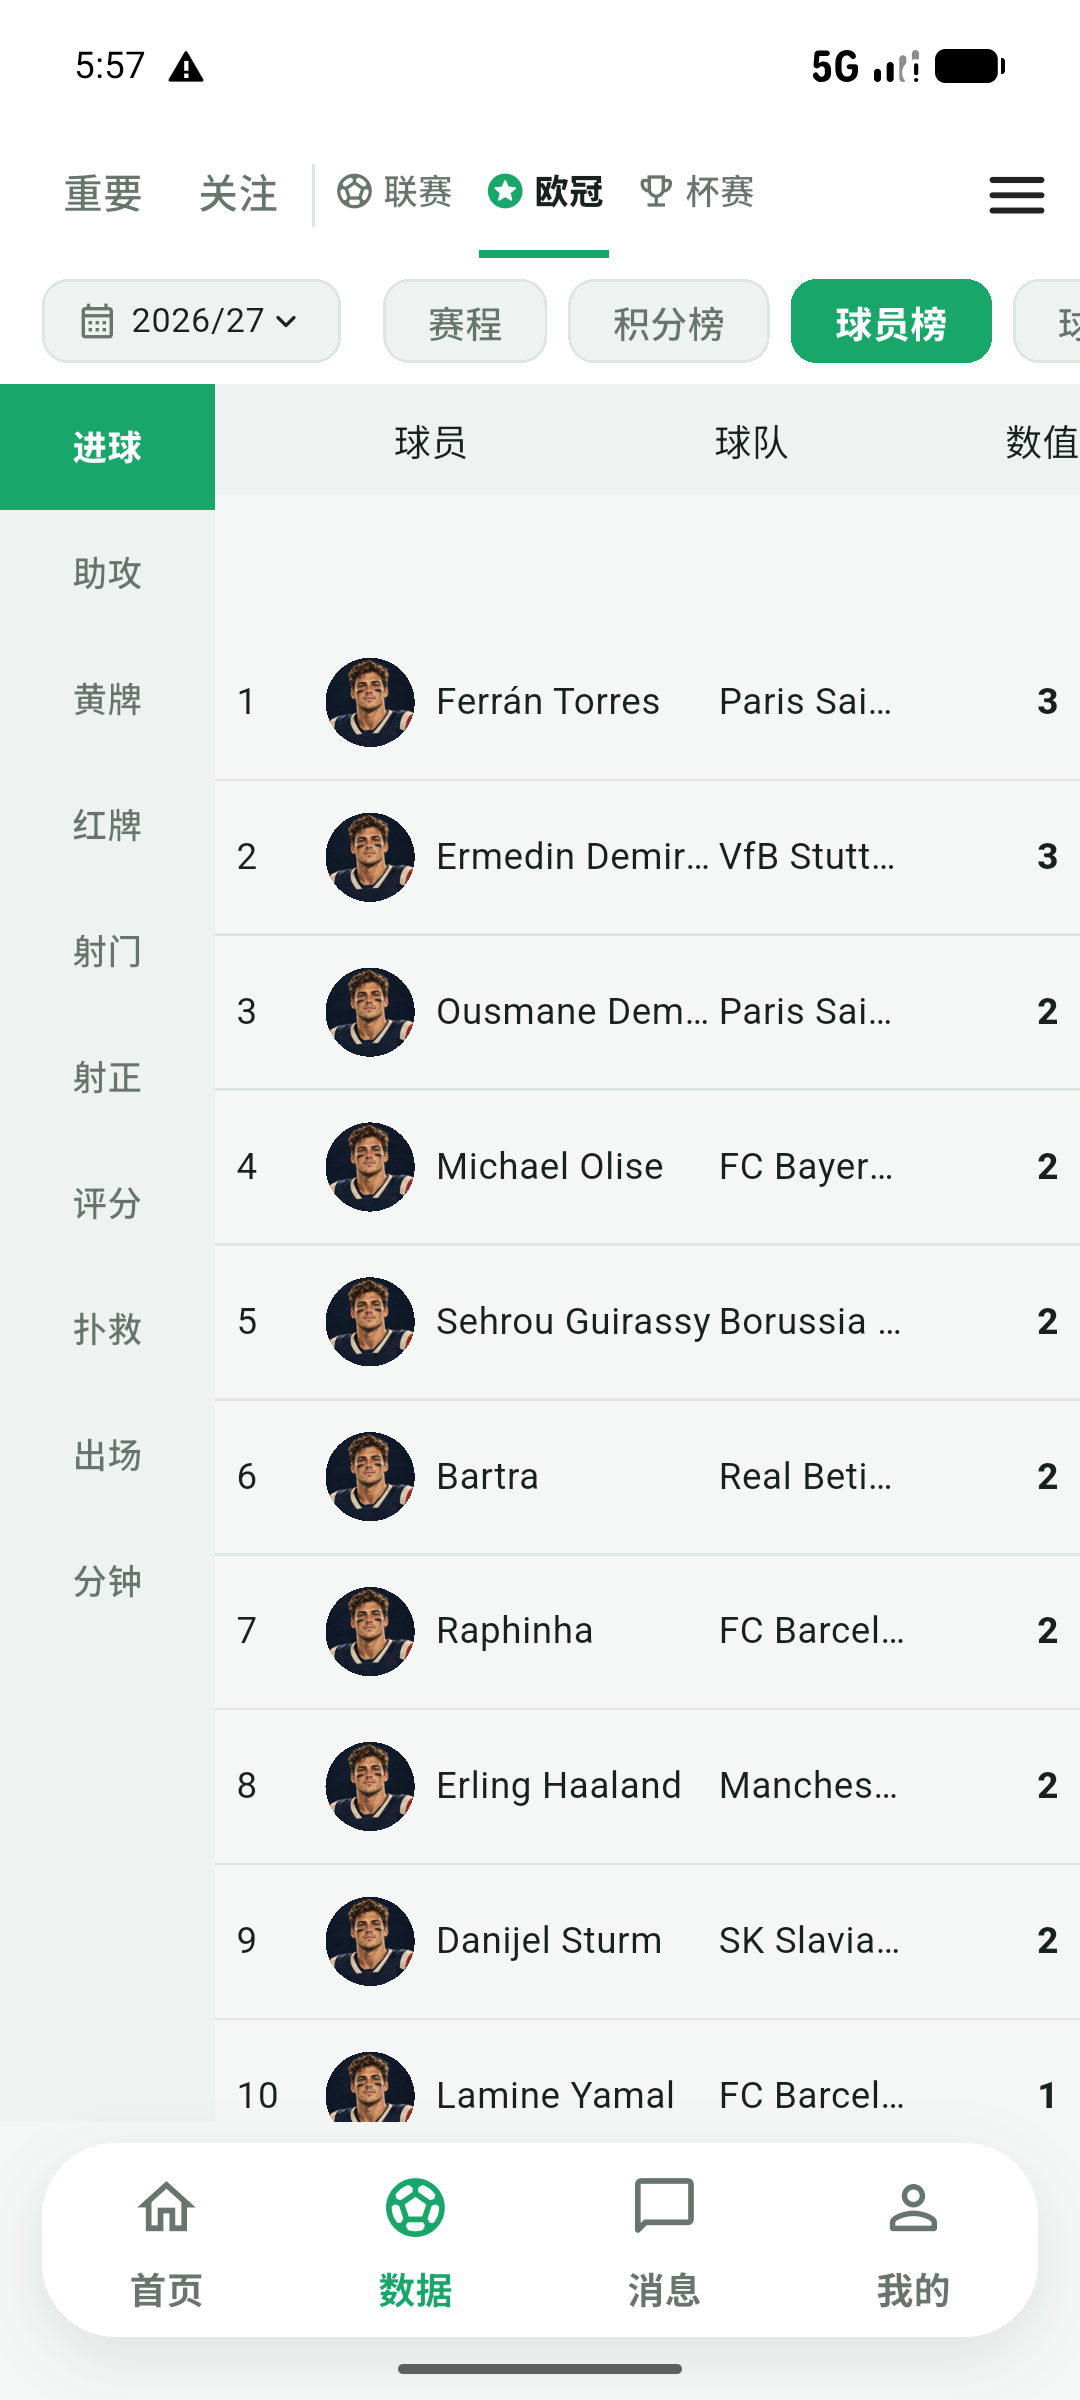 5:57
5G
重要 关注 联赛 欧冠 杯赛
2026/27 赛程 积分榜 球员榜
进球 球员 球队 数值
助攻
黄牌
红牌
射门
射正
评分
扑救
出场
分钟
1 Ferrán Torres Paris Sai... 3
2 Ermedin Demir... VfB Stutt... 3
3 Ousmane Dem... Paris Sai... 2
4 Michael Olise FC Bayer... 2
5 Sehrou Guirassy Borussia ... 2
6 Bartra Real Beti... 2
7 Raphinha FC Barcel... 2
8 Erling Haaland Manches... 2
9 Danijel Sturm SK Slavia... 2
10 Lamine Yamal FC Barcel... 1
首页 数据 消息 我的